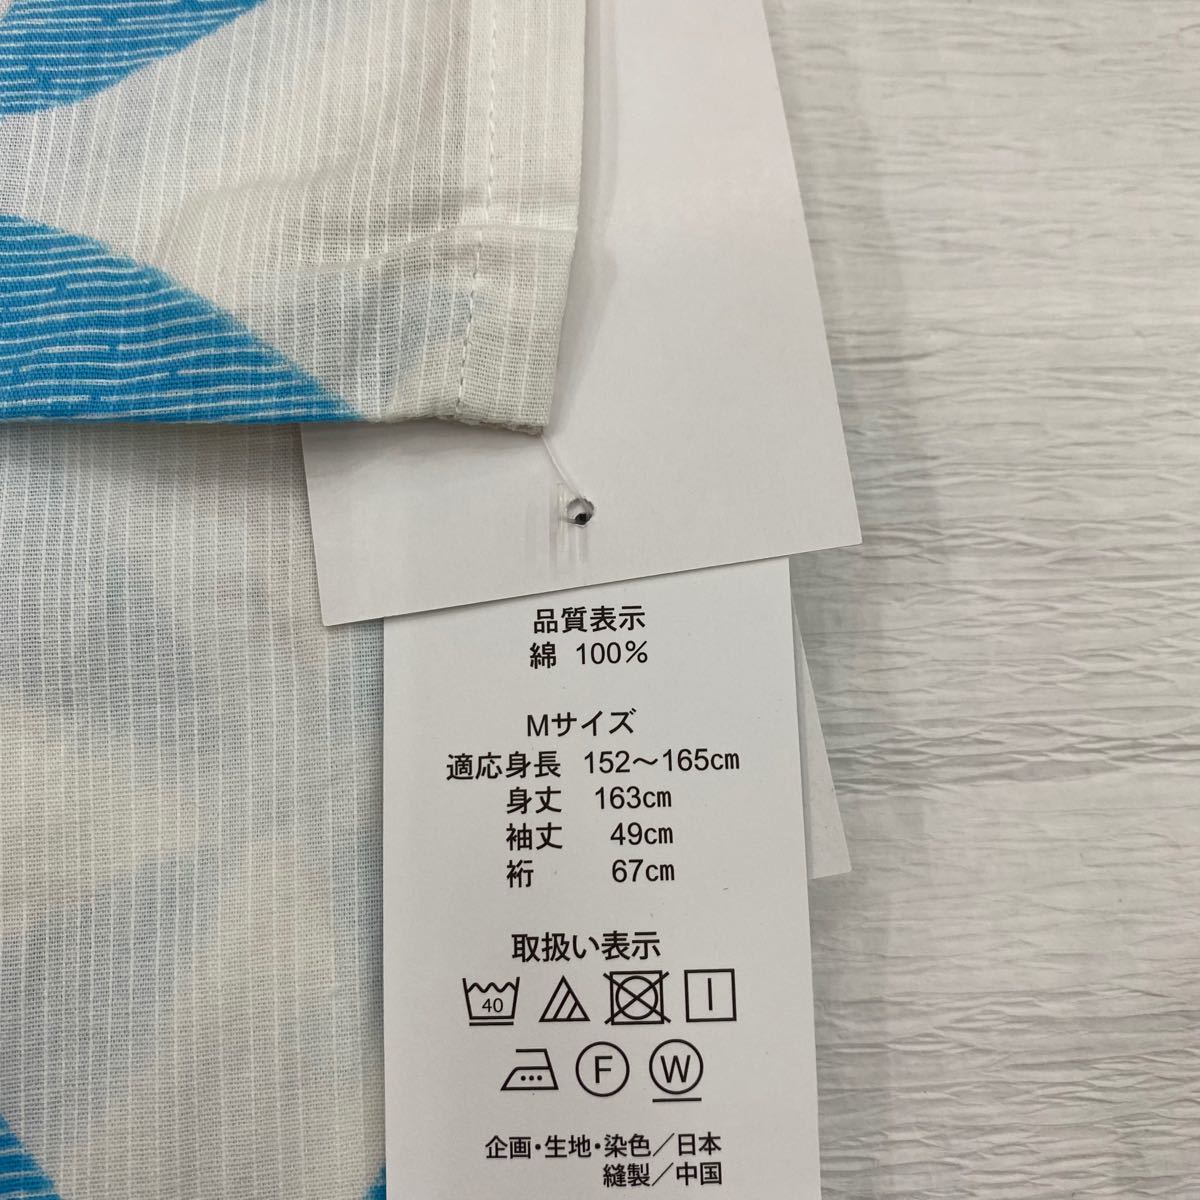 品質表示
綿 100%
Mサイズ
適応身長 152〜165㎝
身丈 163㎝
袖丈 49㎝
裄 67㎝
取扱い表示
40
F W
企画・生地・染色／日本
縫製／中国